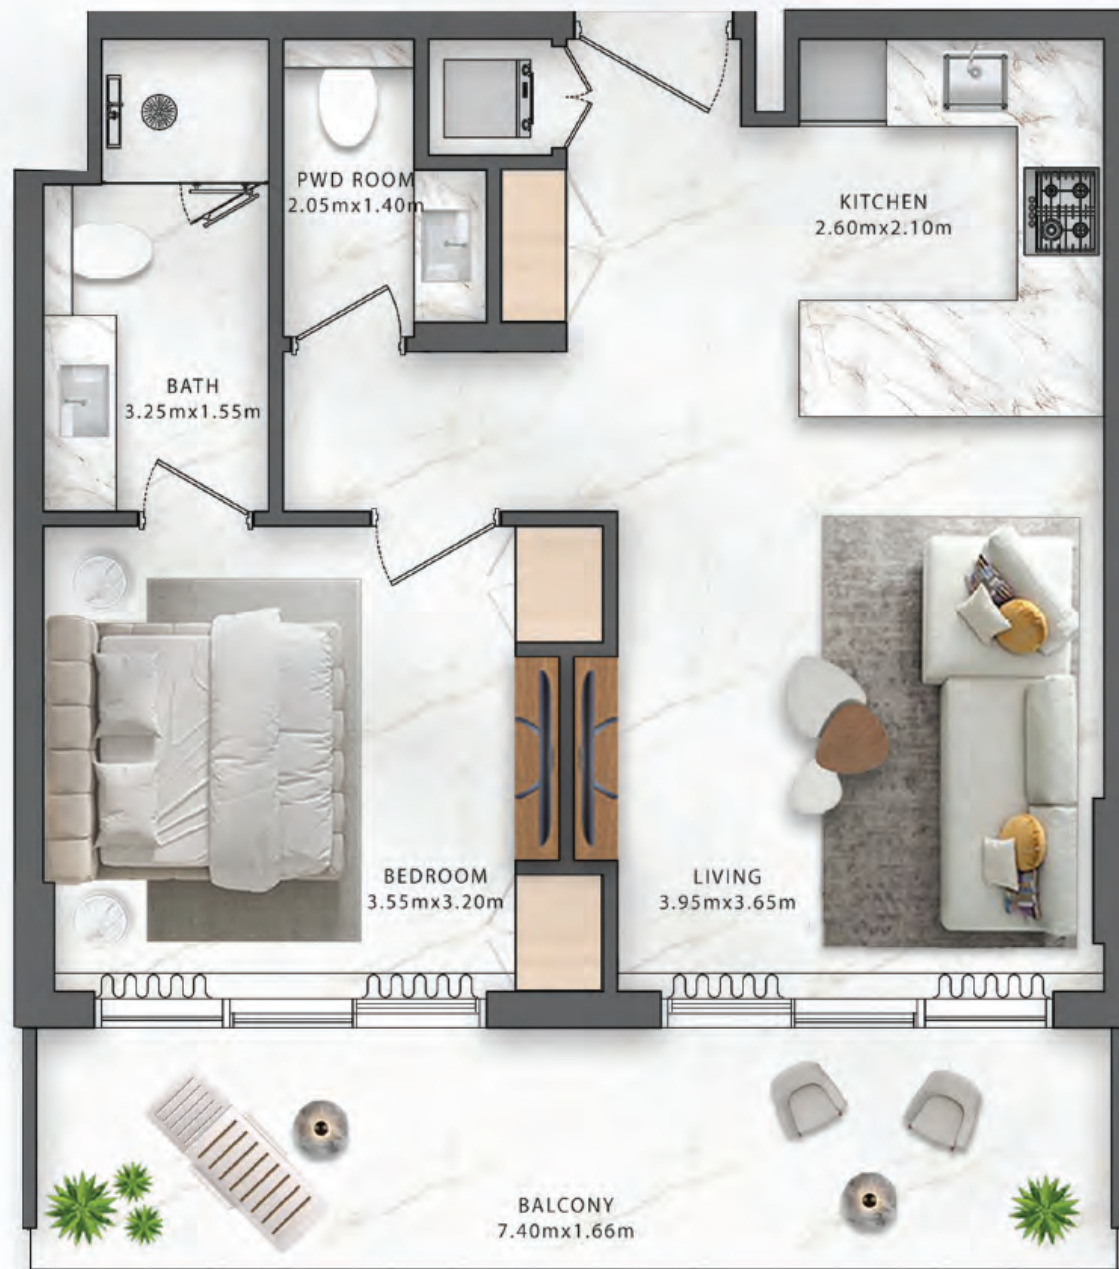 PWD ROOM
2.05mx1.40m
KITCHEN
2.60mx2.10m
BATH
3.25mx1.55m
BEDROOM
3.55mx3.20m
LIVING
3.95mx3.65m
BALCONY
7.40mx1.66m